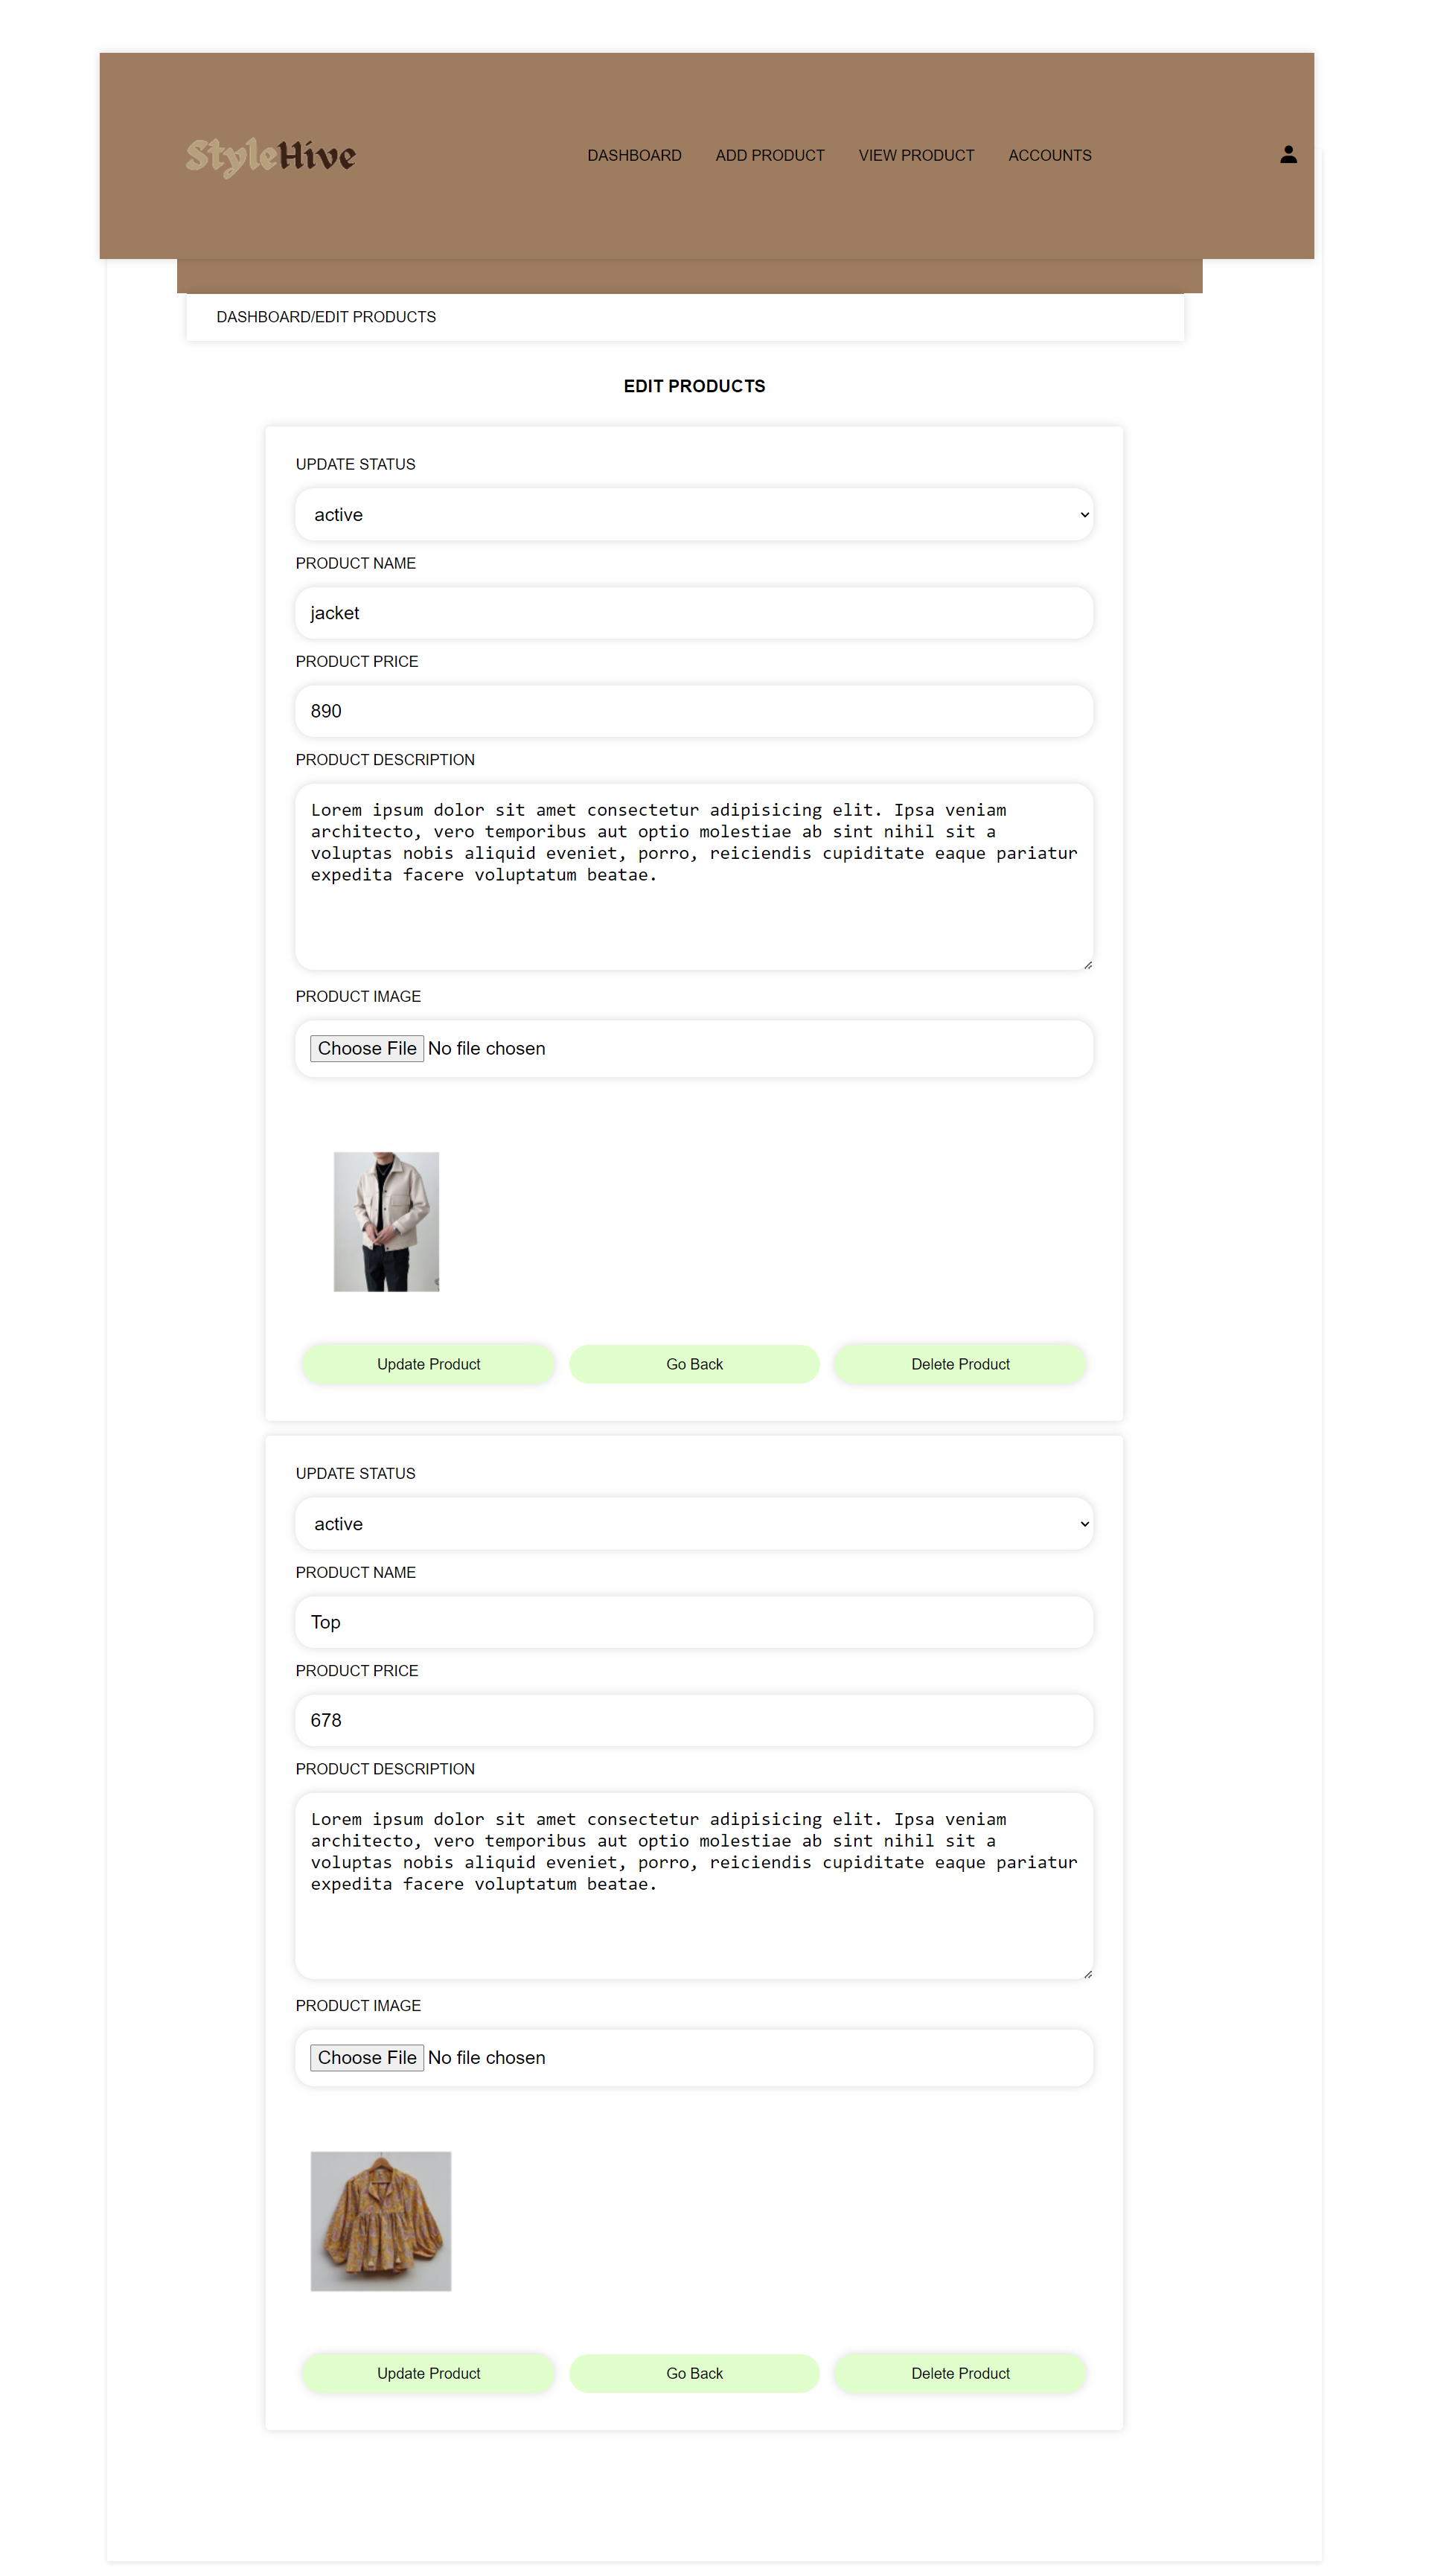 StyleHive
DASHBOARD ADD PRODUCT VIEW PRODUCT ACCOUNTS
DASHBOARD/EDIT PRODUCTS
EDIT PRODUCTS
UPDATE STATUS
active
PRODUCT NAME
jacket
PRODUCT PRICE
890
PRODUCT DESCRIPTION
Lorem ipsum dolor sit amet consectetur adipisicing elit. Ipsa veniam
architecto, vero temporibus aut optio molestiae ab sint nihil sit a
voluptas nobis aliquid eveniet, porro, reiciendis cupiditate eaque pariatur
expedita facere voluptatum beatae.
PRODUCT IMAGE
Choose File No file chosen
Update Product Go Back Delete Product
UPDATE STATUS
active
PRODUCT NAME
Top
PRODUCT PRICE
678
PRODUCT DESCRIPTION
Lorem ipsum dolor sit amet consectetur adipisicing elit. Ipsa veniam
architecto, vero temporibus aut optio molestiae ab sint nihil sit a
voluptas nobis aliquid eveniet, porro, reiciendis cupiditate eaque pariatur
expedita facere voluptatum beatae.
PRODUCT IMAGE
Choose File No file chosen
Update Product Go Back Delete Product